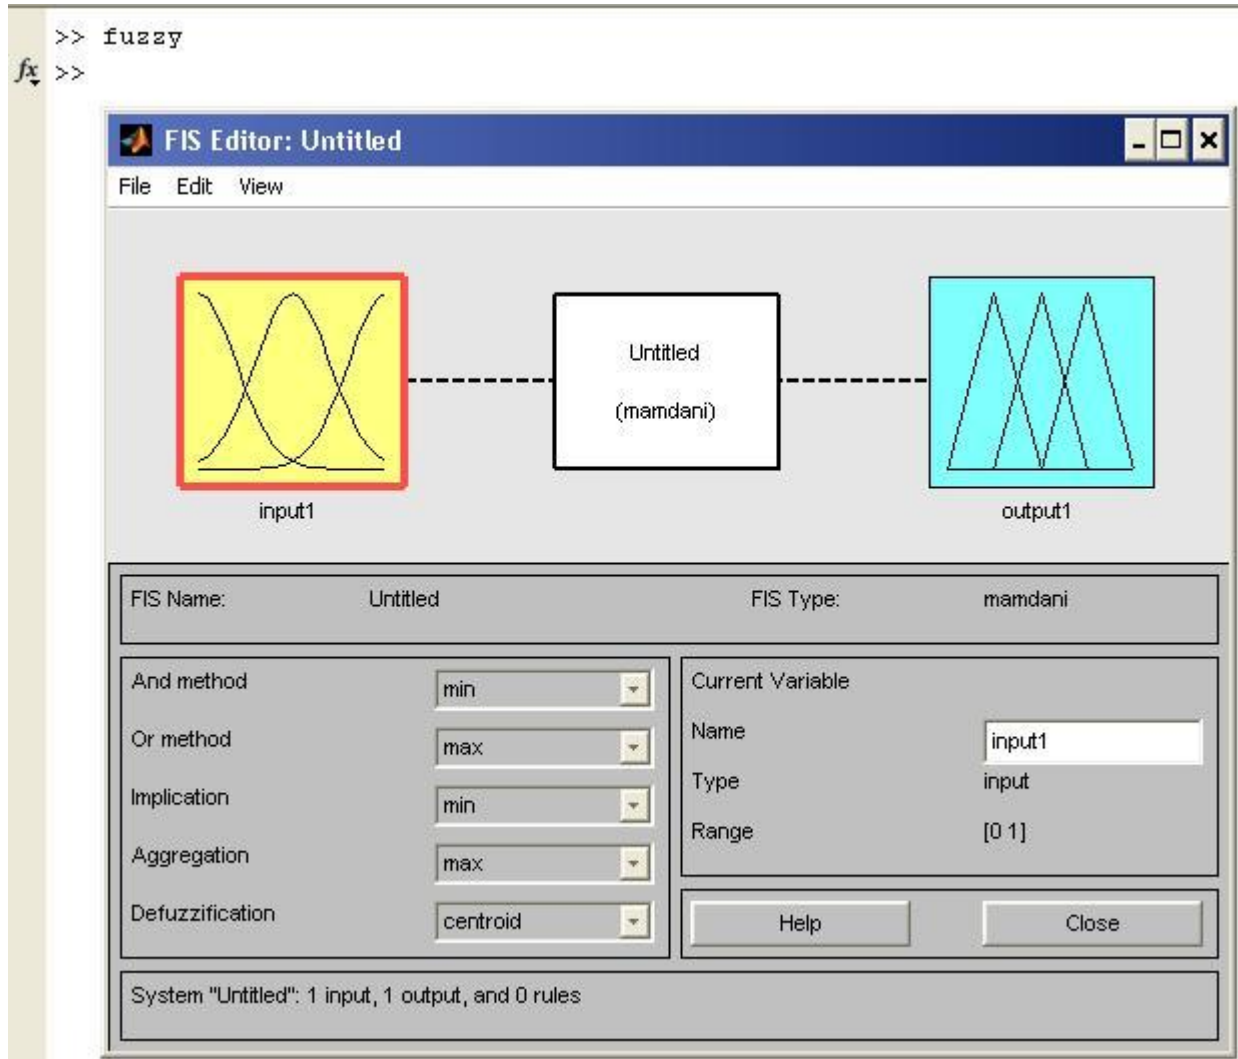 >> fuzzy
fx >>
FIS Editor: Untitled
File Edit View
Untitled
(mamdani)
input1
output1
FIS Name: Untitled FIS Type: mamdani
And method min
Or method max
Implication min
Aggregation max
Defuzzification centroid
Current Variable
Name input1
Type input
Range [0 1]
Help Close
System "Untitled": 1 input, 1 output, and 0 rules